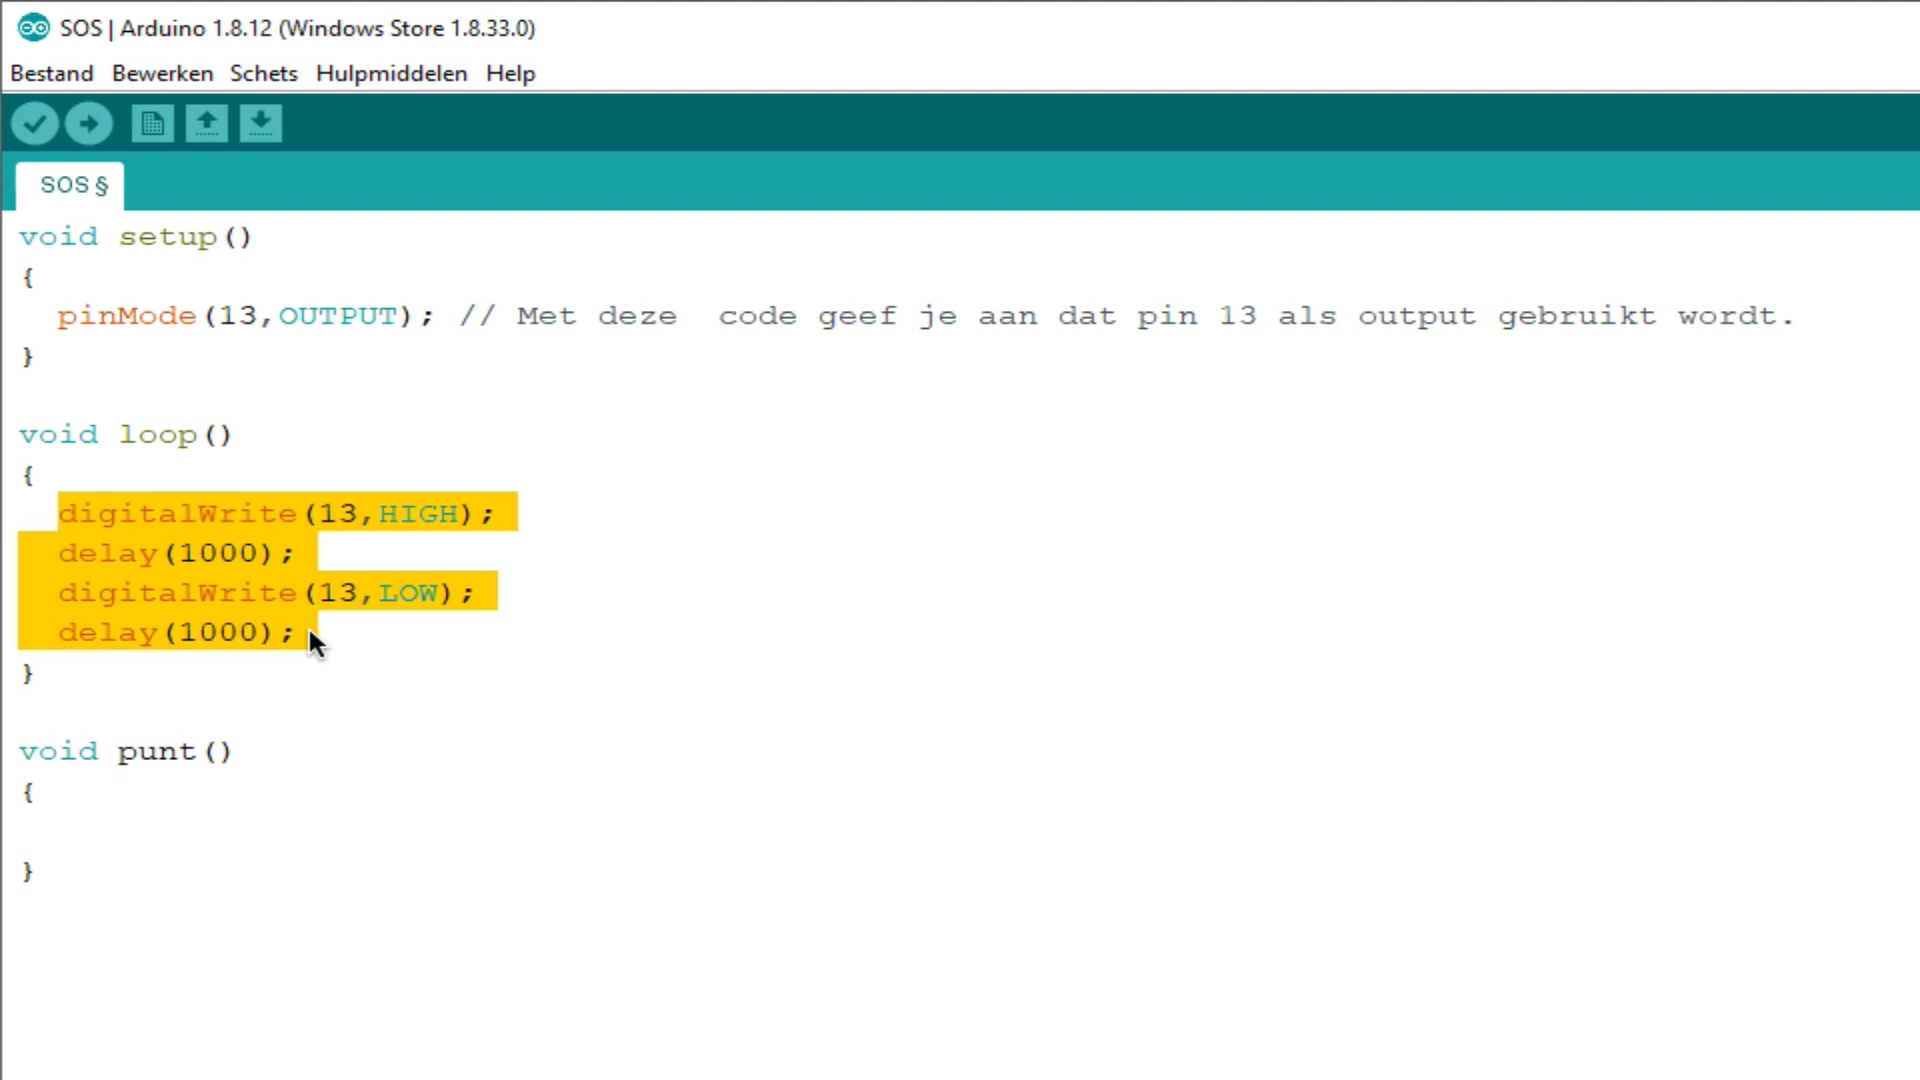 SOS | Arduino 1.8.12 (Windows Store 1.8.33.0)
Bestand Bewerken Schets Hulpmiddelen Help
SOS §
void setup()
{
  pinMode(13,OUTPUT); // Met deze  code geef je aan dat pin 13 als output gebruikt wordt.
}
void loop()
{
  digitalWrite(13,HIGH);
  delay(1000);
  digitalWrite(13,LOW);
  delay(1000);
}
void punt()
{
}